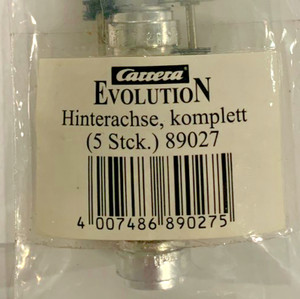 Carrera
EVOLUTION
Hinterachse, komplett
(5 Stck.) 89027
4 007486 890275